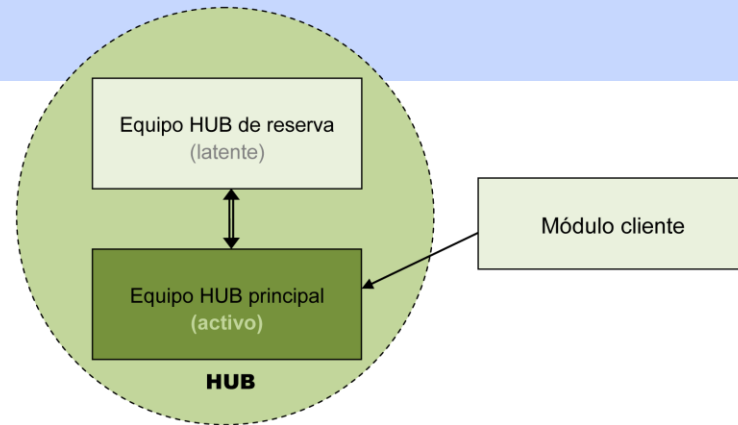 Equipo HUB de reserva
(latente)
Módulo cliente
Equipo HUB principal
(activo)
HUB